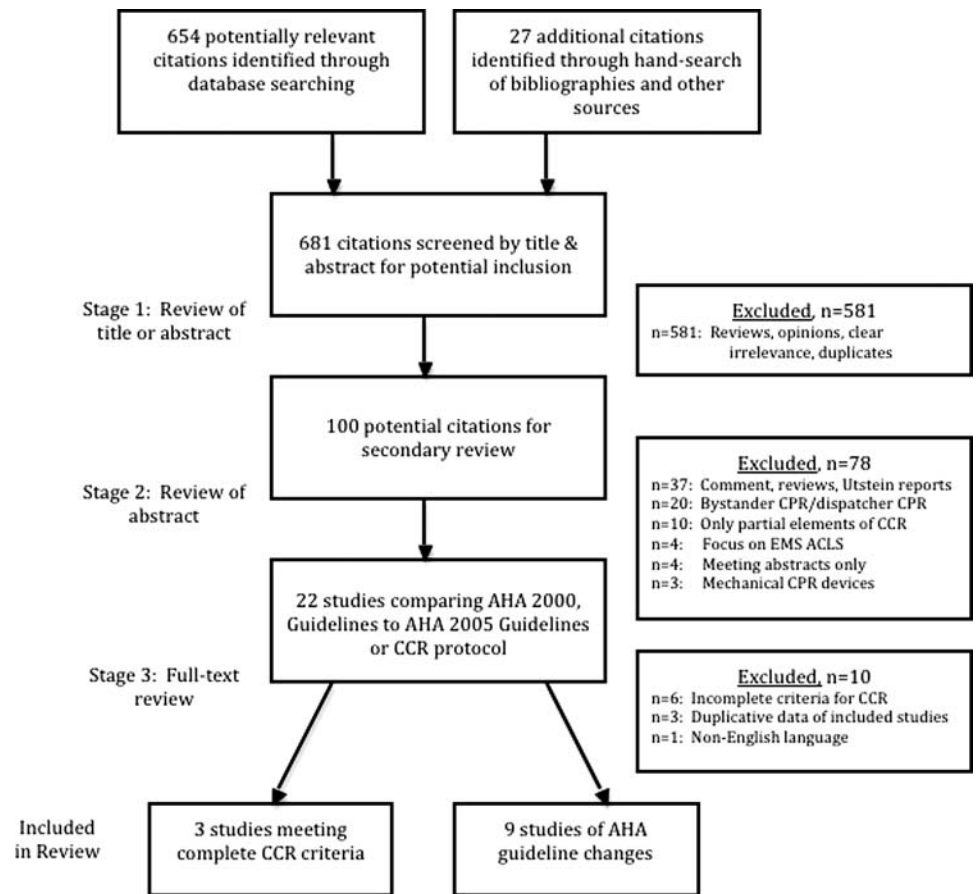 654 potentially relevant
citations identified through
database searching
27 additional citations
identified through hand-search
of bibliographies and other
sources
681 citations screened by title &
abstract for potential inclusion
Stage 1: Review of
title or abstract
Excluded, n=581
n=581: Reviews, opinions, clear
irrelevance, duplicates
100 potential citations for
secondary review
Stage 2: Review of
abstract
Excluded, n=78
n=37: Comment, reviews, Utstein reports
n=20: Bystander CPR/dispatcher CPR
n=10: Only partial elements of CCR
n=4: Focus on EMS ACLS
n=4: Meeting abstracts only
n=3: Mechanical CPR devices
22 studies comparing AHA 2000,
Guidelines to AHA 2005 Guidelines
or CCR protocol
Stage 3: Full-text
review
Excluded, n=10
n=6: Incomplete criteria for CCR
n=3: Duplicative data of included studies
n=1: Non-English language
Included
in Review
3 studies meeting
complete CCR criteria
9 studies of AHA
guideline changes